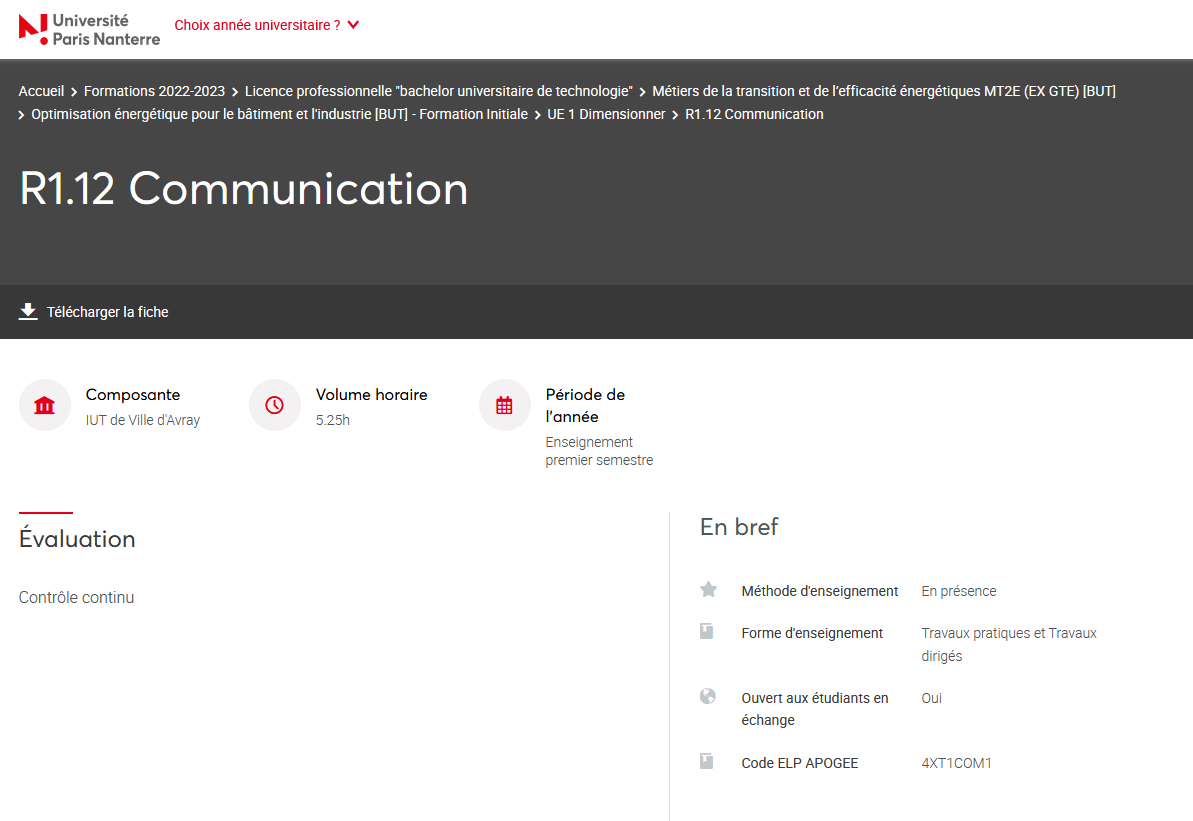 Université
Paris Nanterre
Choix année universitaire ?
Accueil > Formations 2022-2023 > Licence professionnelle "bachelor universitaire de technologie" > Métiers de la transition et de l’efficacité énergétiques MT2E (EX GTE) [BUT]
> Optimisation énergétique pour le bâtiment et l'industrie [BUT] - Formation Initiale > UE 1 Dimensionner > R1.12 Communication
R1.12 Communication
Télécharger la fiche
Composante
IUT de Ville d'Avray
Volume horaire
5.25h
Période de
l'année
Enseignement
premier semestre
Évaluation
Contrôle continu
En bref
Méthode d'enseignement En présence
Forme d'enseignement Travaux pratiques et Travaux
dirigés
Ouvert aux étudiants en Oui
échange
Code ELP APOGEE 4XT1COM1